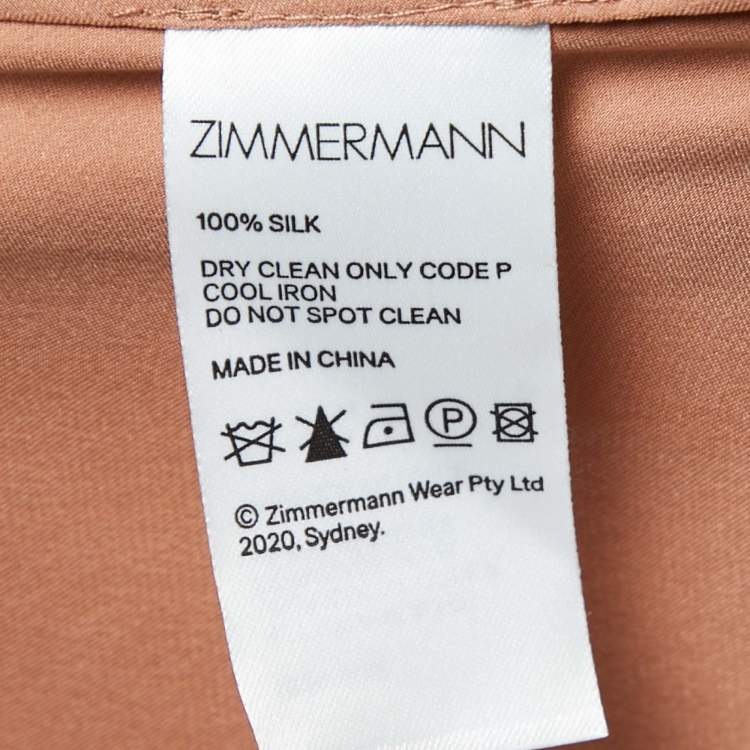 ZIMMERMANN
100% SILK
DRY CLEAN ONLY CODE P
COOL IRON
DO NOT SPOT CLEAN
MADE IN CHINA
P
© Zimmermann Wear Pty Ltd
2020, Sydney.